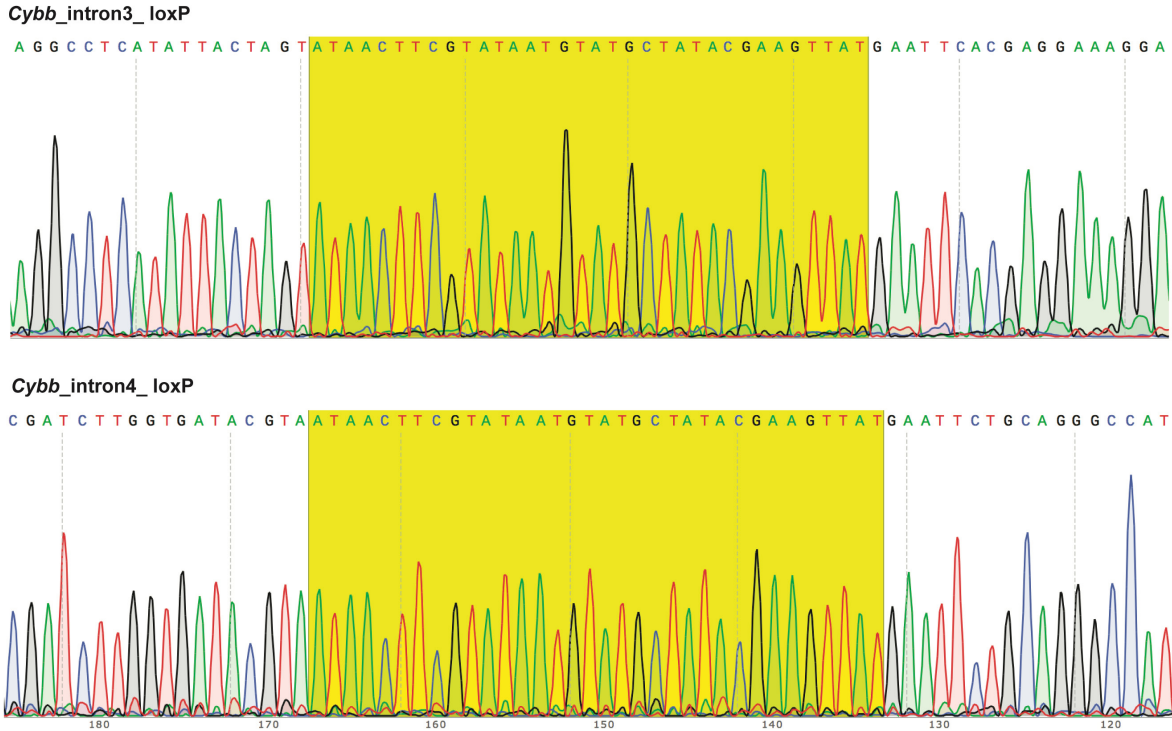 Cybb_intron3_ loxP
A G G C C T C A T A T T A C T A G T A T A A C T T C G T A T A A T G T A T G C T A T A C G A A G T T A T G A A T T C A C G A G G A A A G G A
Cybb_intron4_ loxP
C G A T C T T G G T G A T A C G T A A T A A C T T C G T A T A A T G T A T G C T A T A C G A A G T T A T G A A T T C T G C A G G G C C A T
180 170 160 150 140 130 120